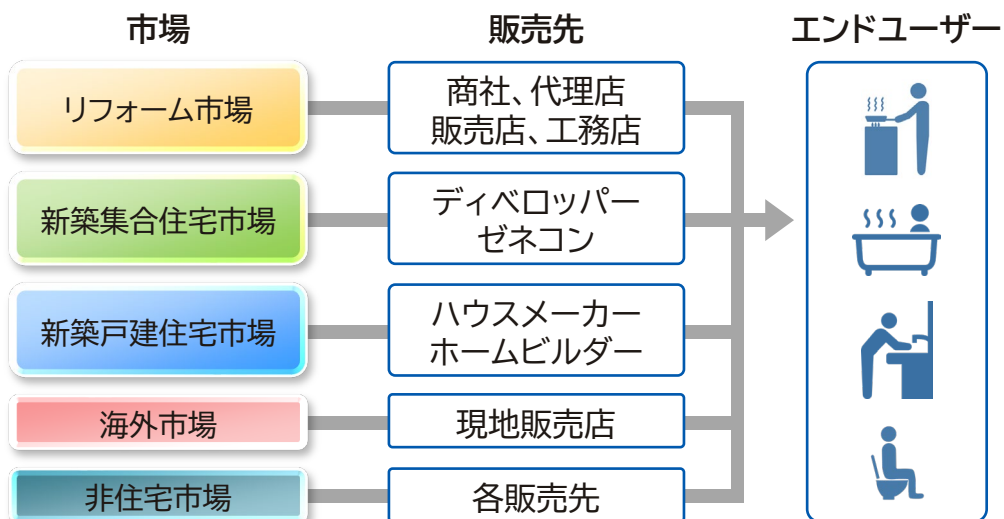 市場
販売先
エンドユーザー
リフォーム市場
商社、代理店
販売店、工務店
新築集合住宅市場
ディベロッパー
ゼネコン
新築戸建住宅市場
ハウスメーカー
ホームビルダー
海外市場
現地販売店
非住宅市場
各販売先